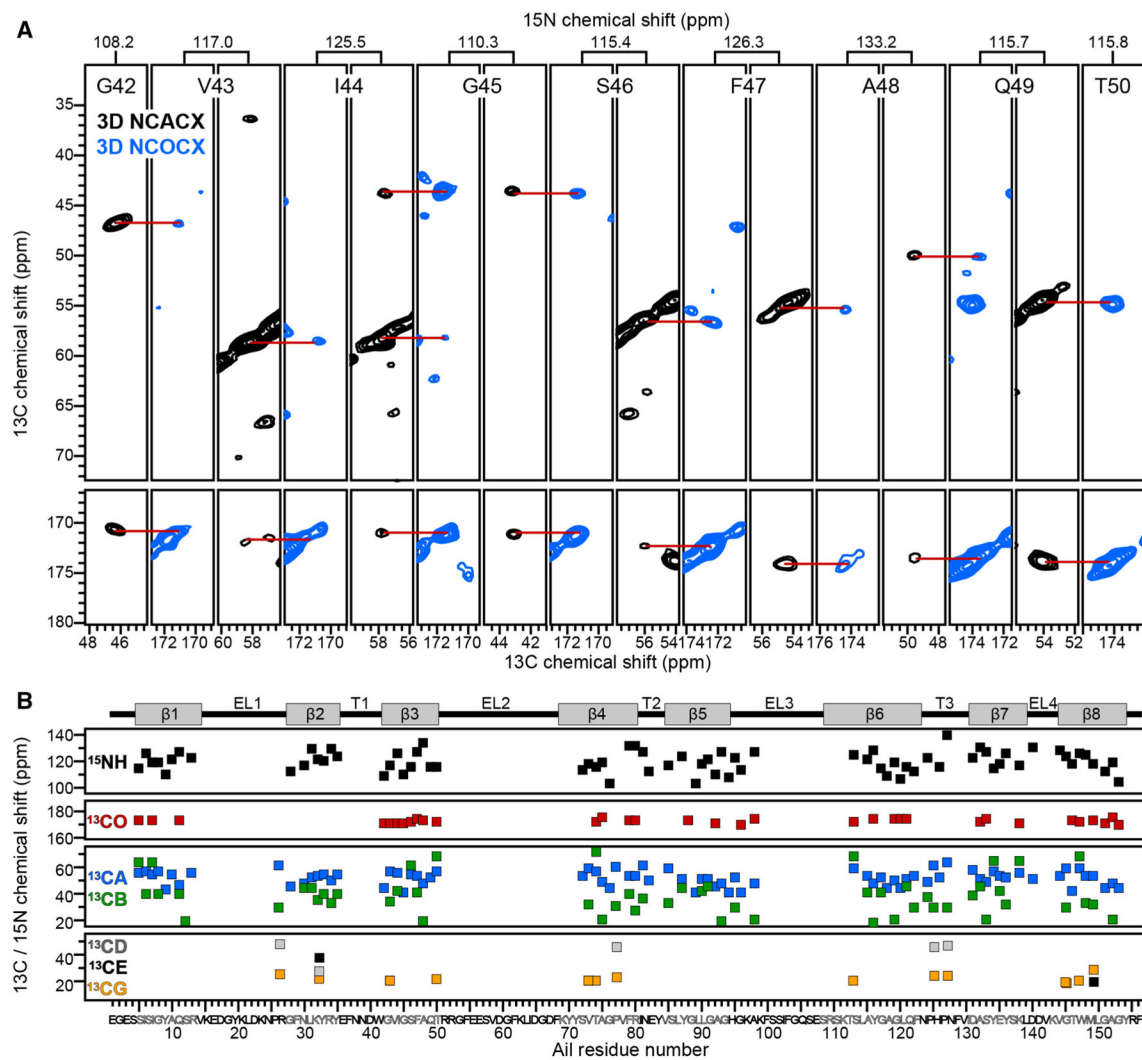 A
15N chemical shift (ppm)
108.2 117.0 125.5 110.3 115.4 126.3 133.2 115.7 115.8
G42 V43 I44 G45 S46 F47 A48 Q49 T50
3D NCACX
3D NCOCX
13C chemical shift (ppm)
35
40
45
50
55
60
65
70
170
175
180
48 46 172 170 60 58 172 170 58 56 172 170 44 42 172 170 56 54 174 172 56 54 176 174 50 48 174 172 54 52 174
13C chemical shift (ppm)
B
β1 EL1 β2 T1 β3 EL2 β4 T2 β5 EL3 β6 T3 β7 EL4 β8
13C / 15N chemical shift (ppm)
140
120
100
15NH
180
160
13CO
60
40
20
13CA
13CB
40
20
13CD
13CE
13CG
EGESSISIGYAQSRVKEDGYKLDKNPRGFNLKYRYEFNNDWGVIGSFAQTRRGFEESVDGFKLIDGDFKYYSVTAGPVFRINEYVSLYGLLGAGHGKAKFSSIFGQSESRSKTSLAYGAGLQFNPHPNFVIDASYEYSKLDDVKVGTWMLGAGYRF
10 20 30 40 50 60 70 80 90 100 110 120 130 140 150
Ail residue number